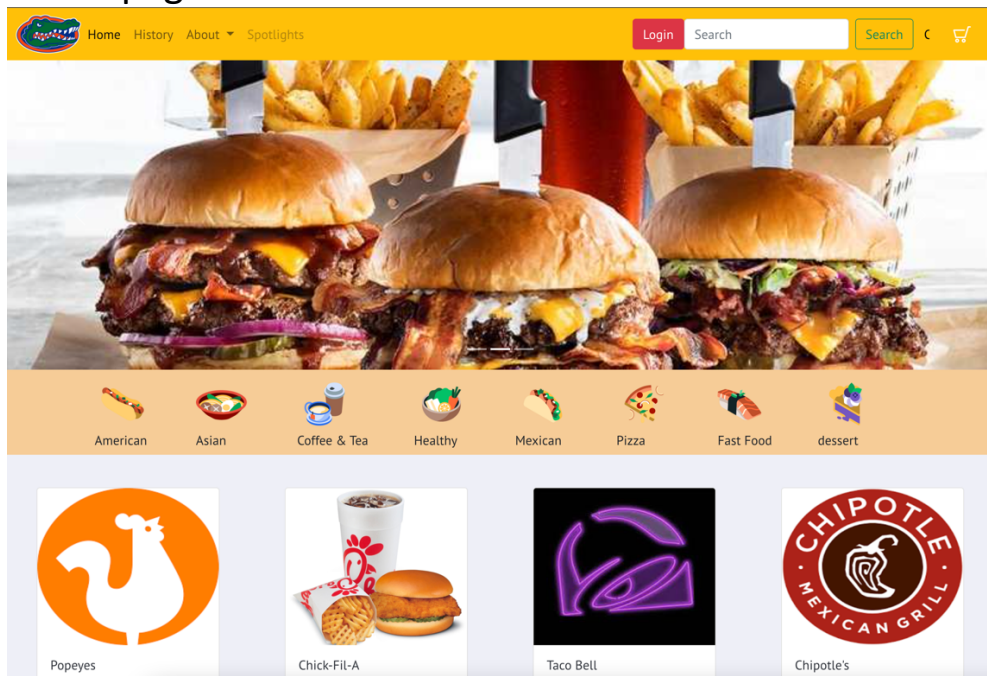 Home History About Spotlights Login Search Search C
American Asian Coffee & Tea Healthy Mexican Pizza Fast Food dessert
CHIPOTLE
MEXICAN GRILL
Popeyes Chick-Fil-A Taco Bell Chipotle's